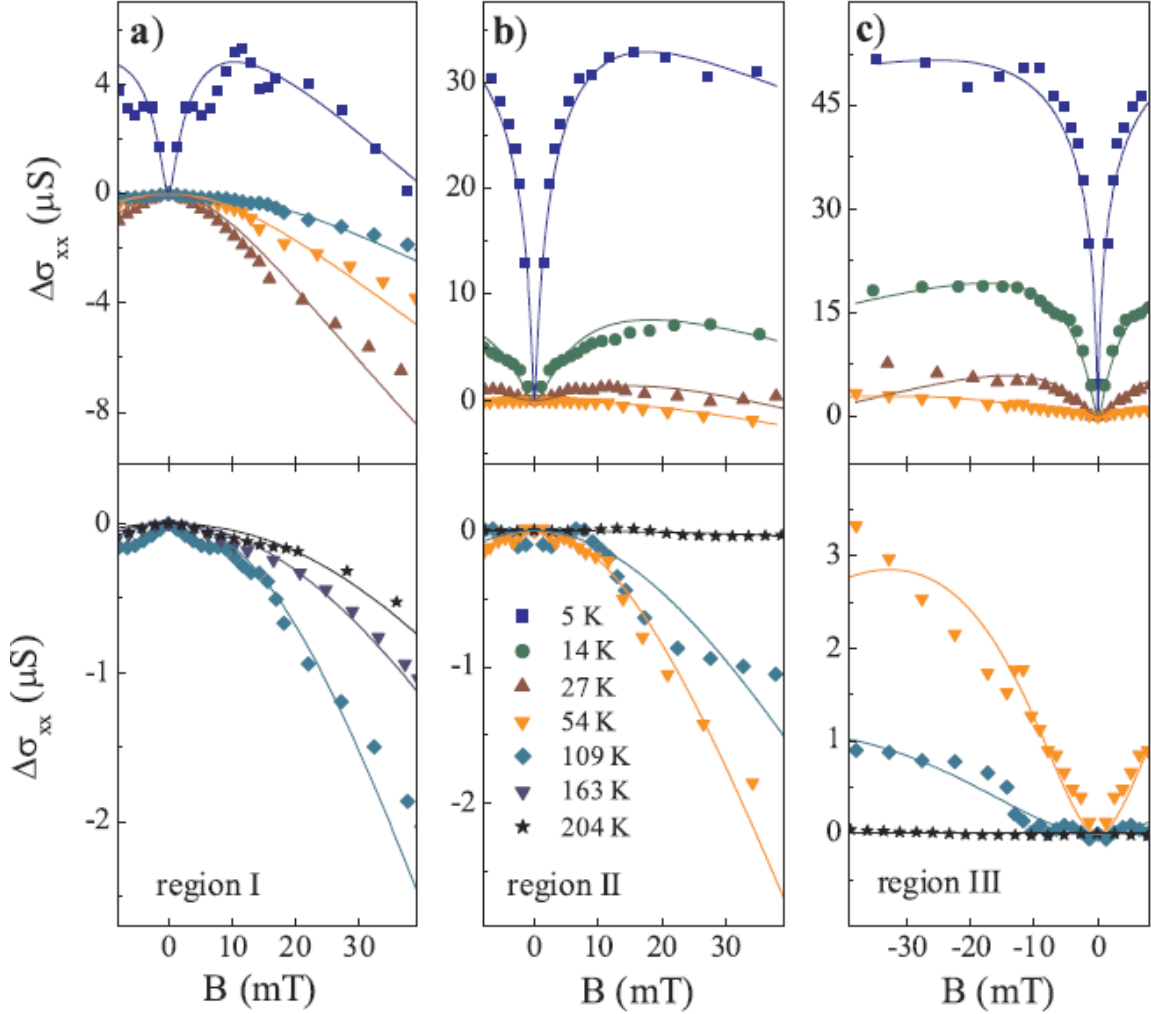 a)
b)
c)
4
0
-4
-8
30
20
10
0
45
30
15
0
Δσxx (μS)
0
-1
-2
0
-1
-2
3
2
1
0
Δσxx (μS)
5 K
14 K
27 K
54 K
109 K
163 K
204 K
region I
region II
region III
0 10 20 30
0 10 20 30
-30 -20 -10 0
B (mT)
B (mT)
B (mT)